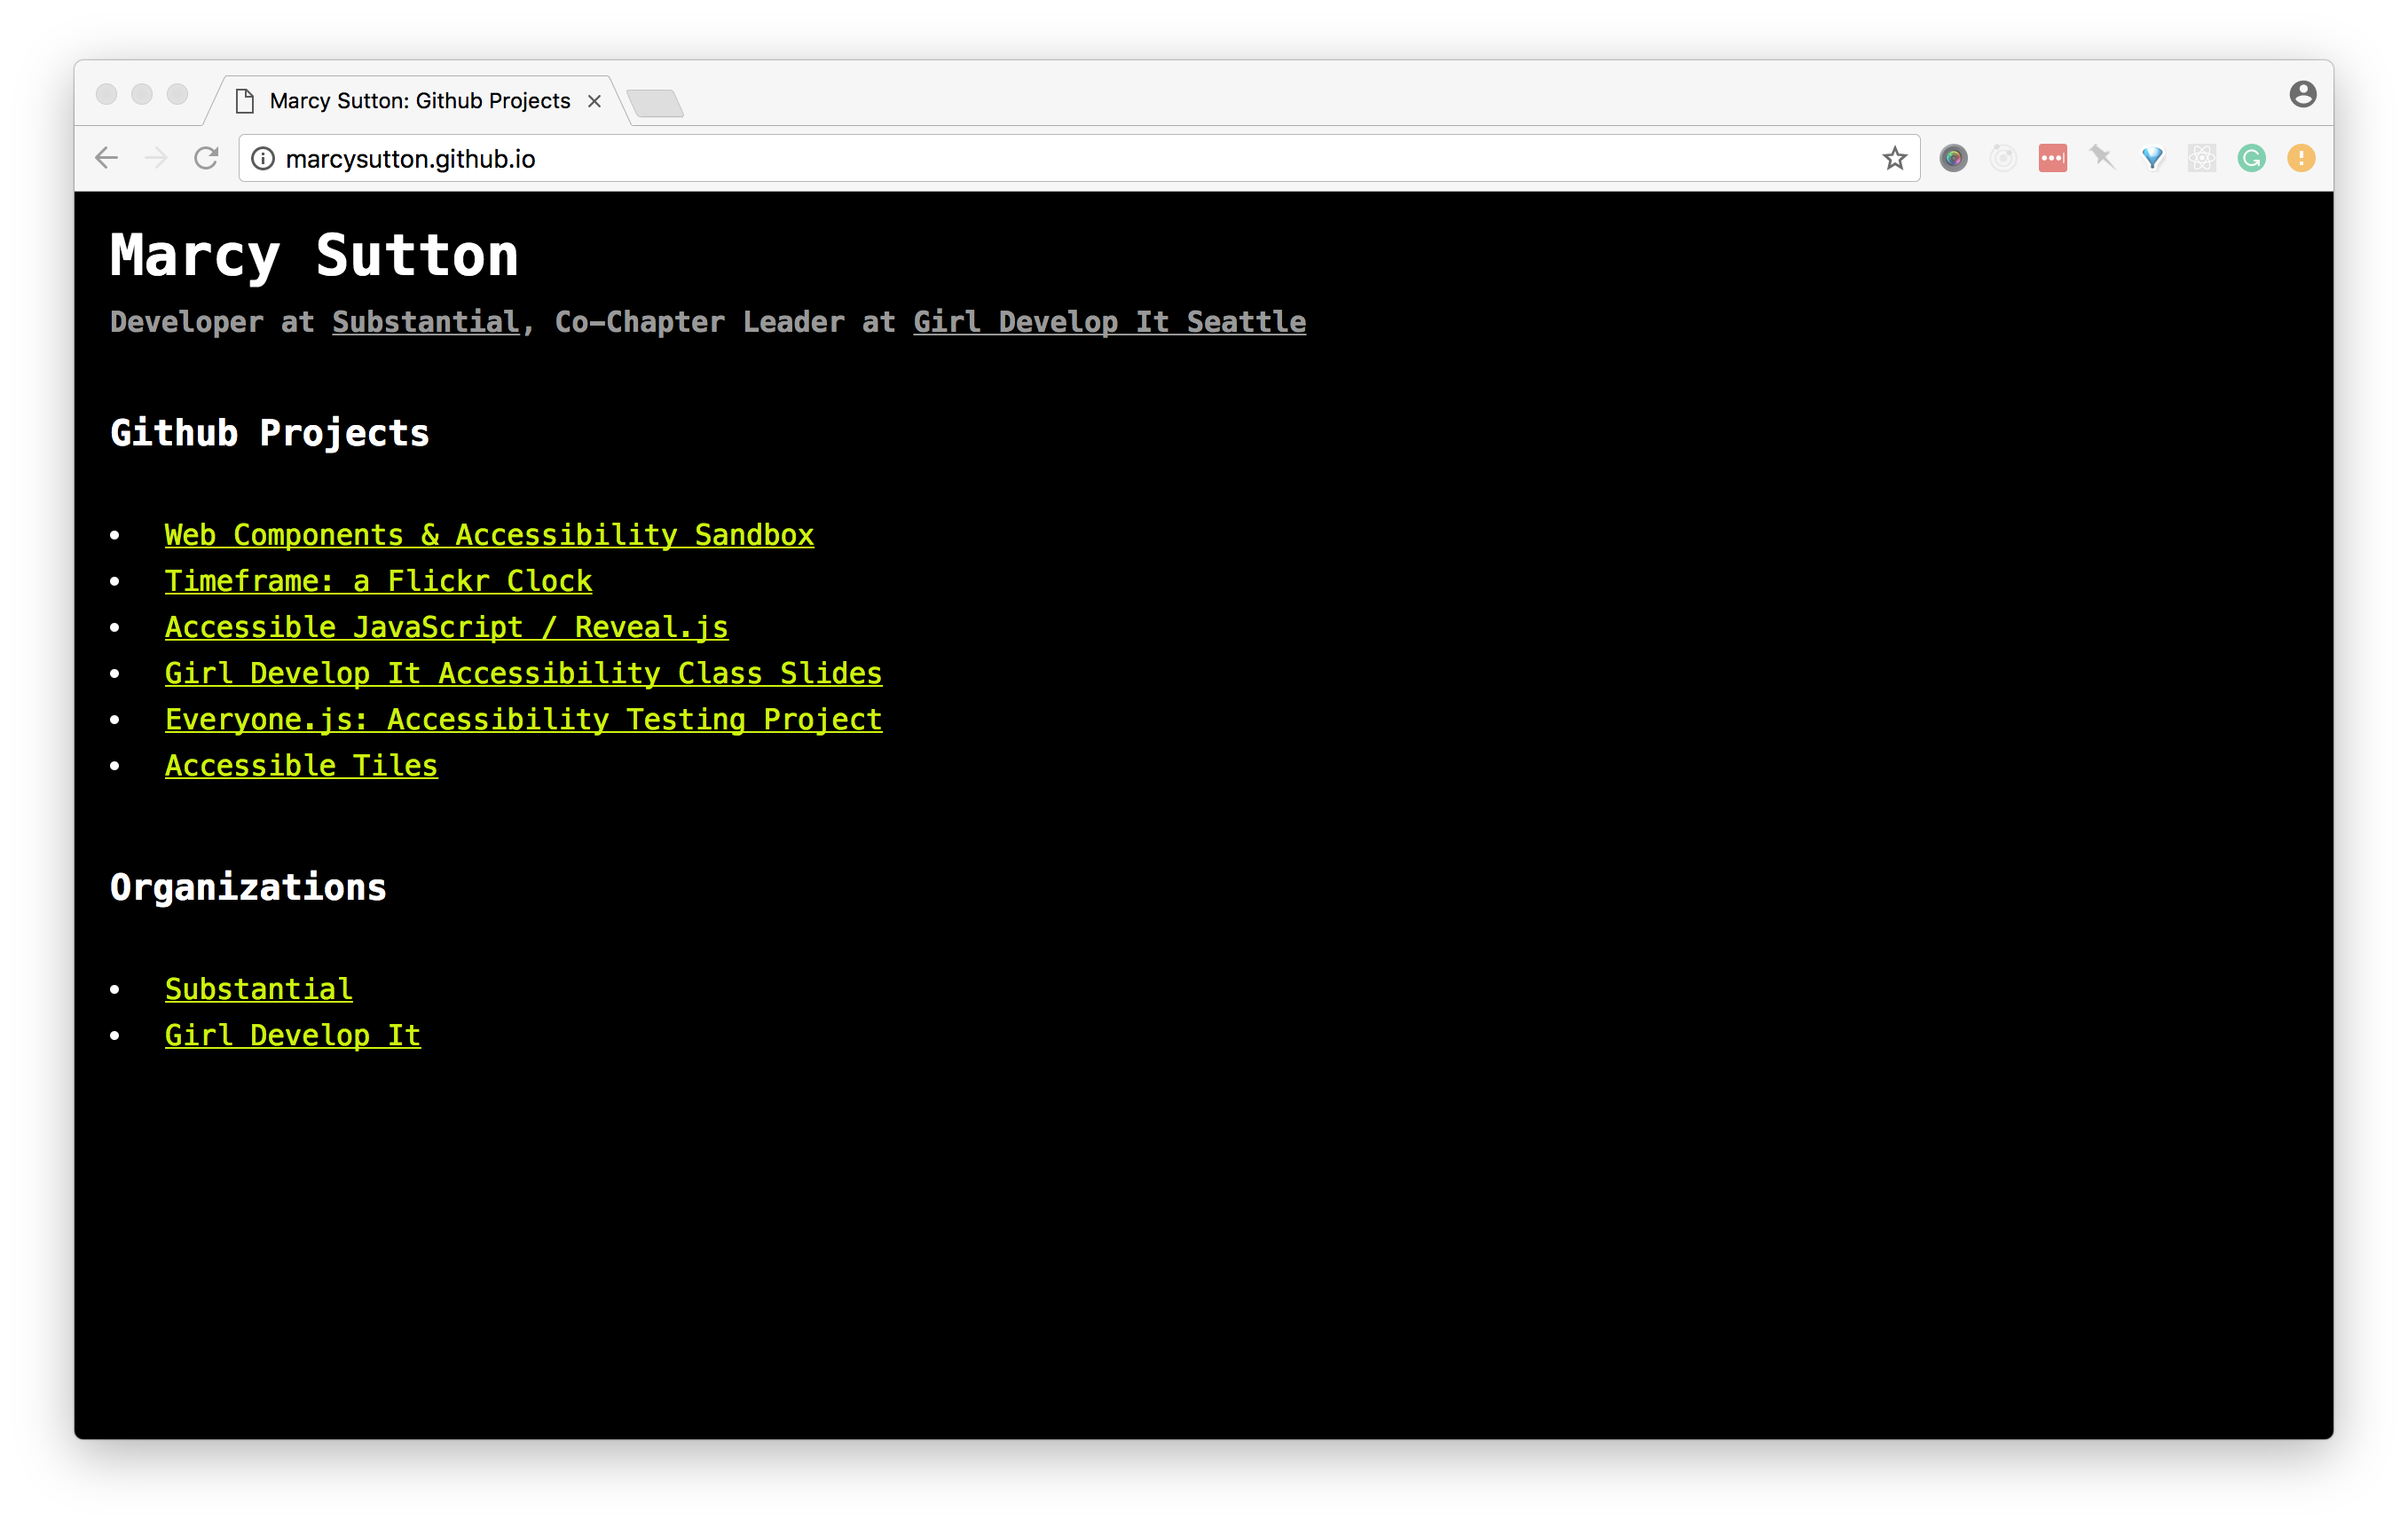 Marcy Sutton: Github Projects
marcysutton.github.io
Marcy Sutton
Developer at Substantial, Co-Chapter Leader at Girl Develop It Seattle
Github Projects
Web Components & Accessibility Sandbox
Timeframe: a Flickr Clock
Accessible JavaScript / Reveal.js
Girl Develop It Accessibility Class Slides
Everyone.js: Accessibility Testing Project
Accessible Tiles
Organizations
Substantial
Girl Develop It